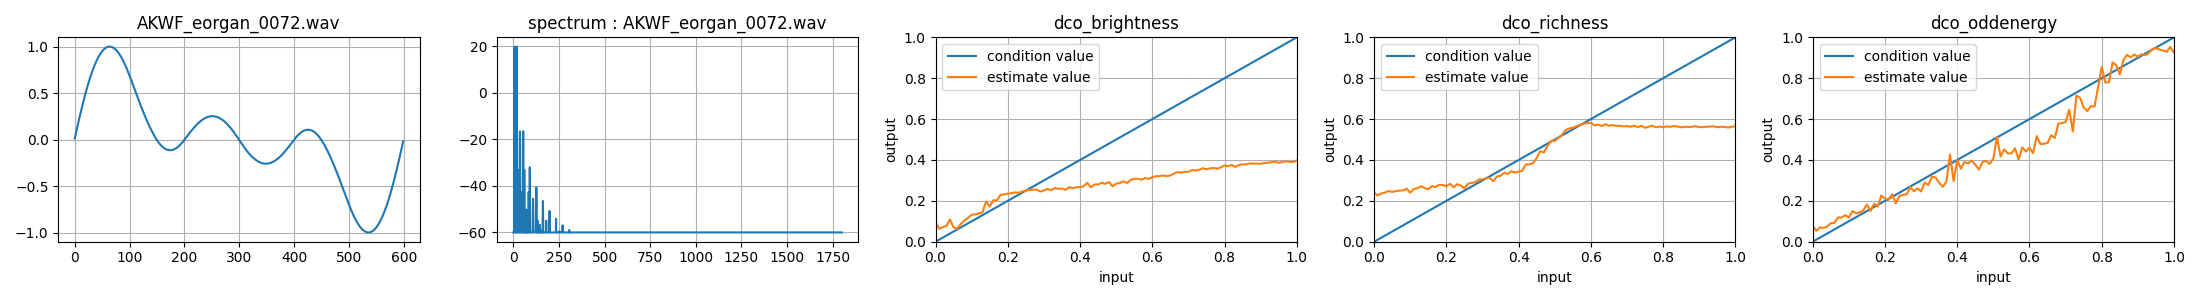 AKWF_eorgan_0072.wav
1.0
0.5
0.0
−0.5
−1.0
0 100 200 300 400 500 600
spectrum : AKWF_eorgan_0072.wav
20
0
−20
−40
−60
0 250 500 750 1000 1250 1500 1750
dco_brightness
condition value
estimate value
output
1.0
0.8
0.6
0.4
0.2
0.0
0.0 0.2 0.4 0.6 0.8 1.0
input
dco_richness
condition value
estimate value
output
1.0
0.8
0.6
0.4
0.2
0.0
0.0 0.2 0.4 0.6 0.8 1.0
input
dco_oddenergy
condition value
estimate value
output
1.0
0.8
0.6
0.4
0.2
0.0
0.0 0.2 0.4 0.6 0.8 1.0
input